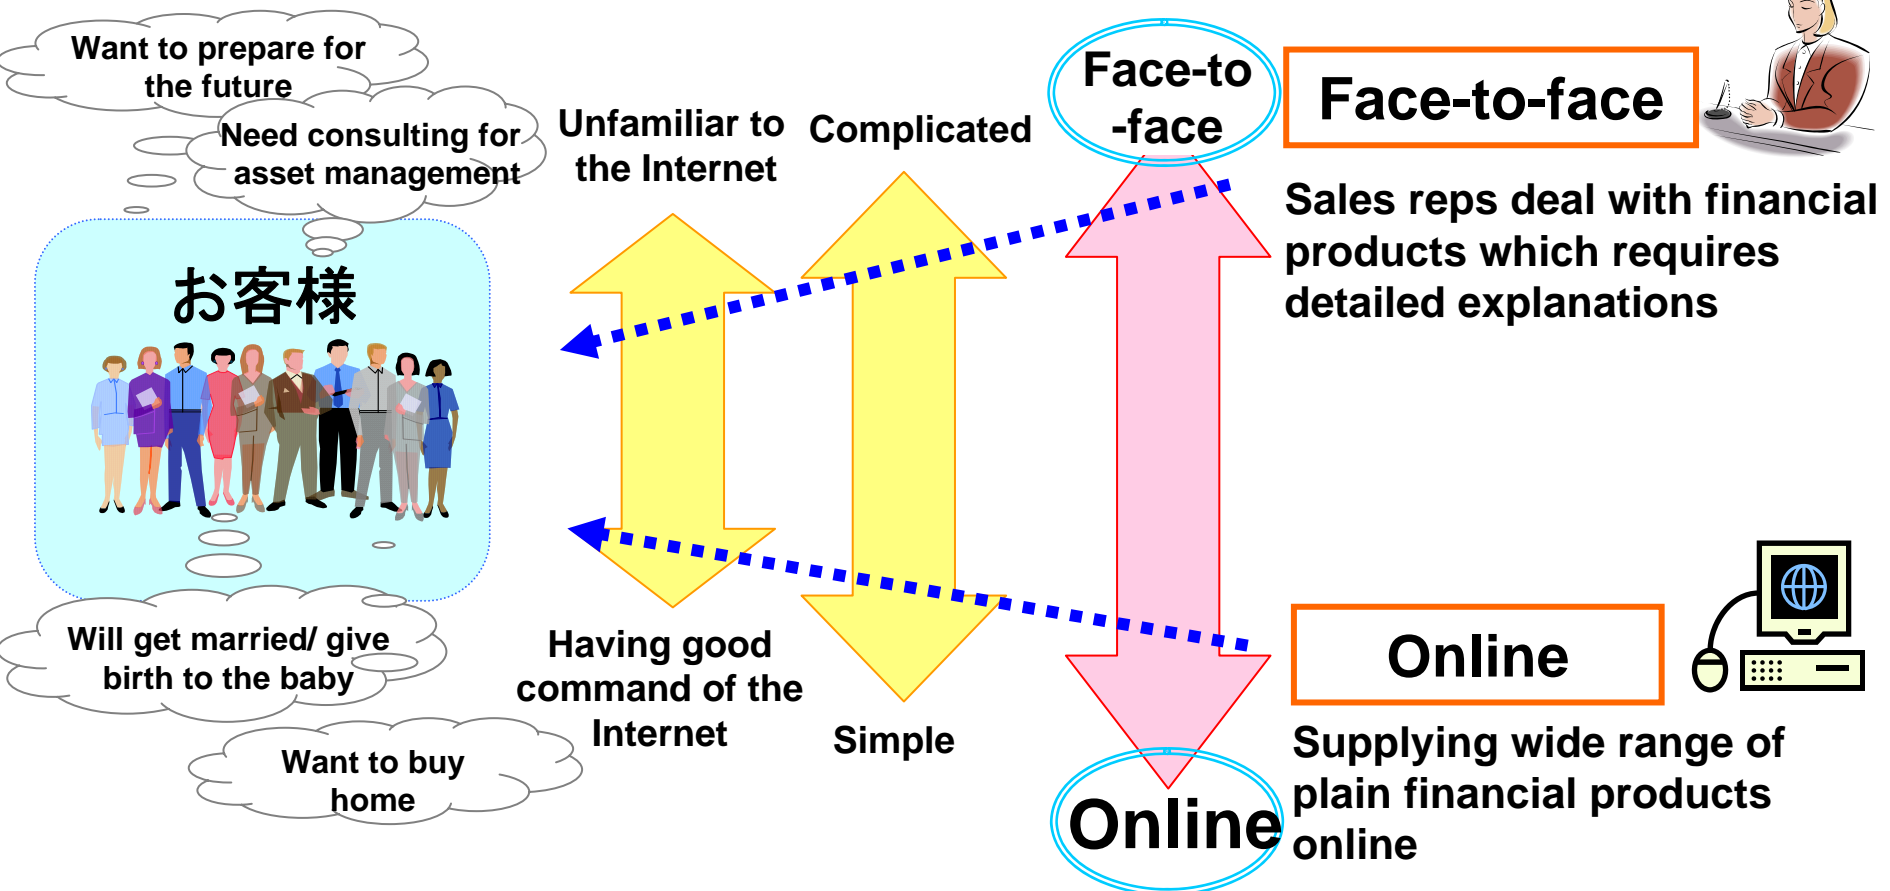 Want to prepare for
the future
Need consulting for
asset management
お客様
Will get married/ give
birth to the baby
Want to buy
home
Unfamiliar to
the Internet
Having good
command of the
Internet
Complicated
Simple
Face-to
-face
Online
Face-to-face
Sales reps deal with financial
products which requires
detailed explanations
Online
Supplying wide range of
plain financial products
online